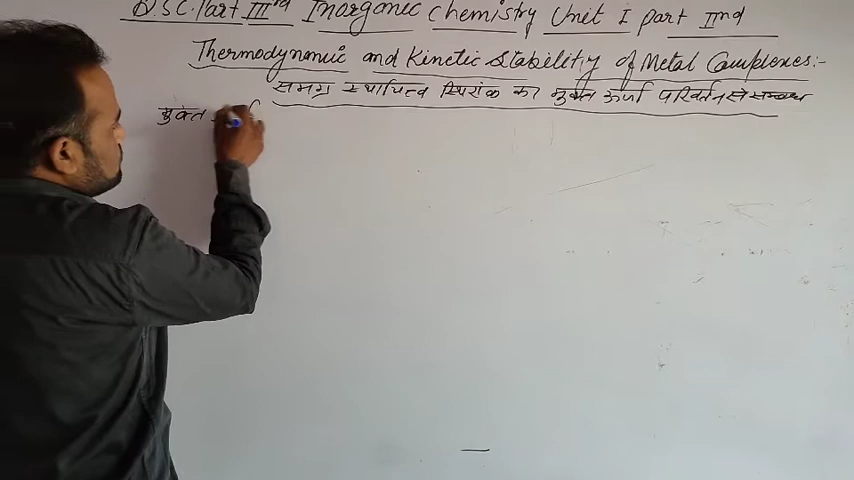 B.SC. Part IIIrd Inorganic Chemistry Unit I part IInd
Thermodynamic and Kinetic Stability of Metal Complexes:-
समग्र स्थायित्व स्थिरांक का मुक्त ऊर्जा परिवर्तन से सम्बन्ध
मुक्त